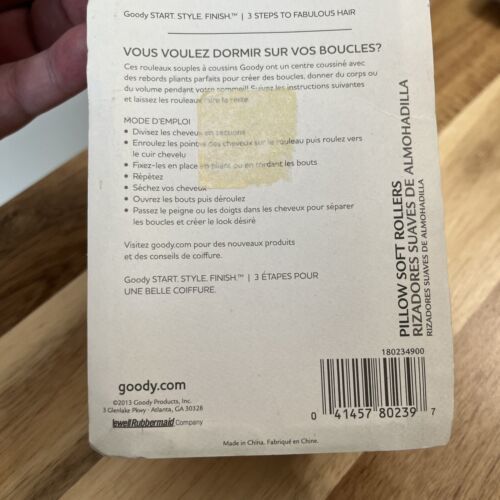 Goody START. STYLE. FINISH.™ | 3 STEPS TO FABULOUS HAIR
VOUS VOULEZ DORMIR SUR VOS BOUCLES?
Ces rouleaux souples à coussins Goody ont un centre coussiné avec
des rebords pliants parfaits pour créer des boucles, donner du corps ou
du volume pendant votre sommeil! Suivez les instructions suivantes
et laissez les rouleaux faire le reste.
MODE D'EMPLOI
• Divisez les cheveux en sections
• Enroulez les pointes des cheveux sur le rouleau puis roulez vers
le cuir chevelu
• Fixez-les en place en pliant ou en tordant les bouts
• Répétez
• Séchez vos cheveux
• Ouvrez les bouts puis déroulez
• Passez le peigne ou les doigts dans les cheveux pour séparer
les boucles et créer le look désiré
Visitez goody.com pour des nouveaux produits
et des conseils de coiffure.
Goody START. STYLE. FINISH.™ | 3 ÉTAPES POUR
UNE BELLE COIFFURE.
PILLOW SOFT ROLLERS
RIZADORES SUAVES DE ALMOHADILLA
RIZADORES SUAVES DE ALMOHADILLA
180234900
0 41457 80239 7
goody.com
©2013 Goody Products, Inc.
3 Glenlake Pkwy · Atlanta, GA 30328
newellRubbermaid Company
Made in China. Fabriqué en Chine.